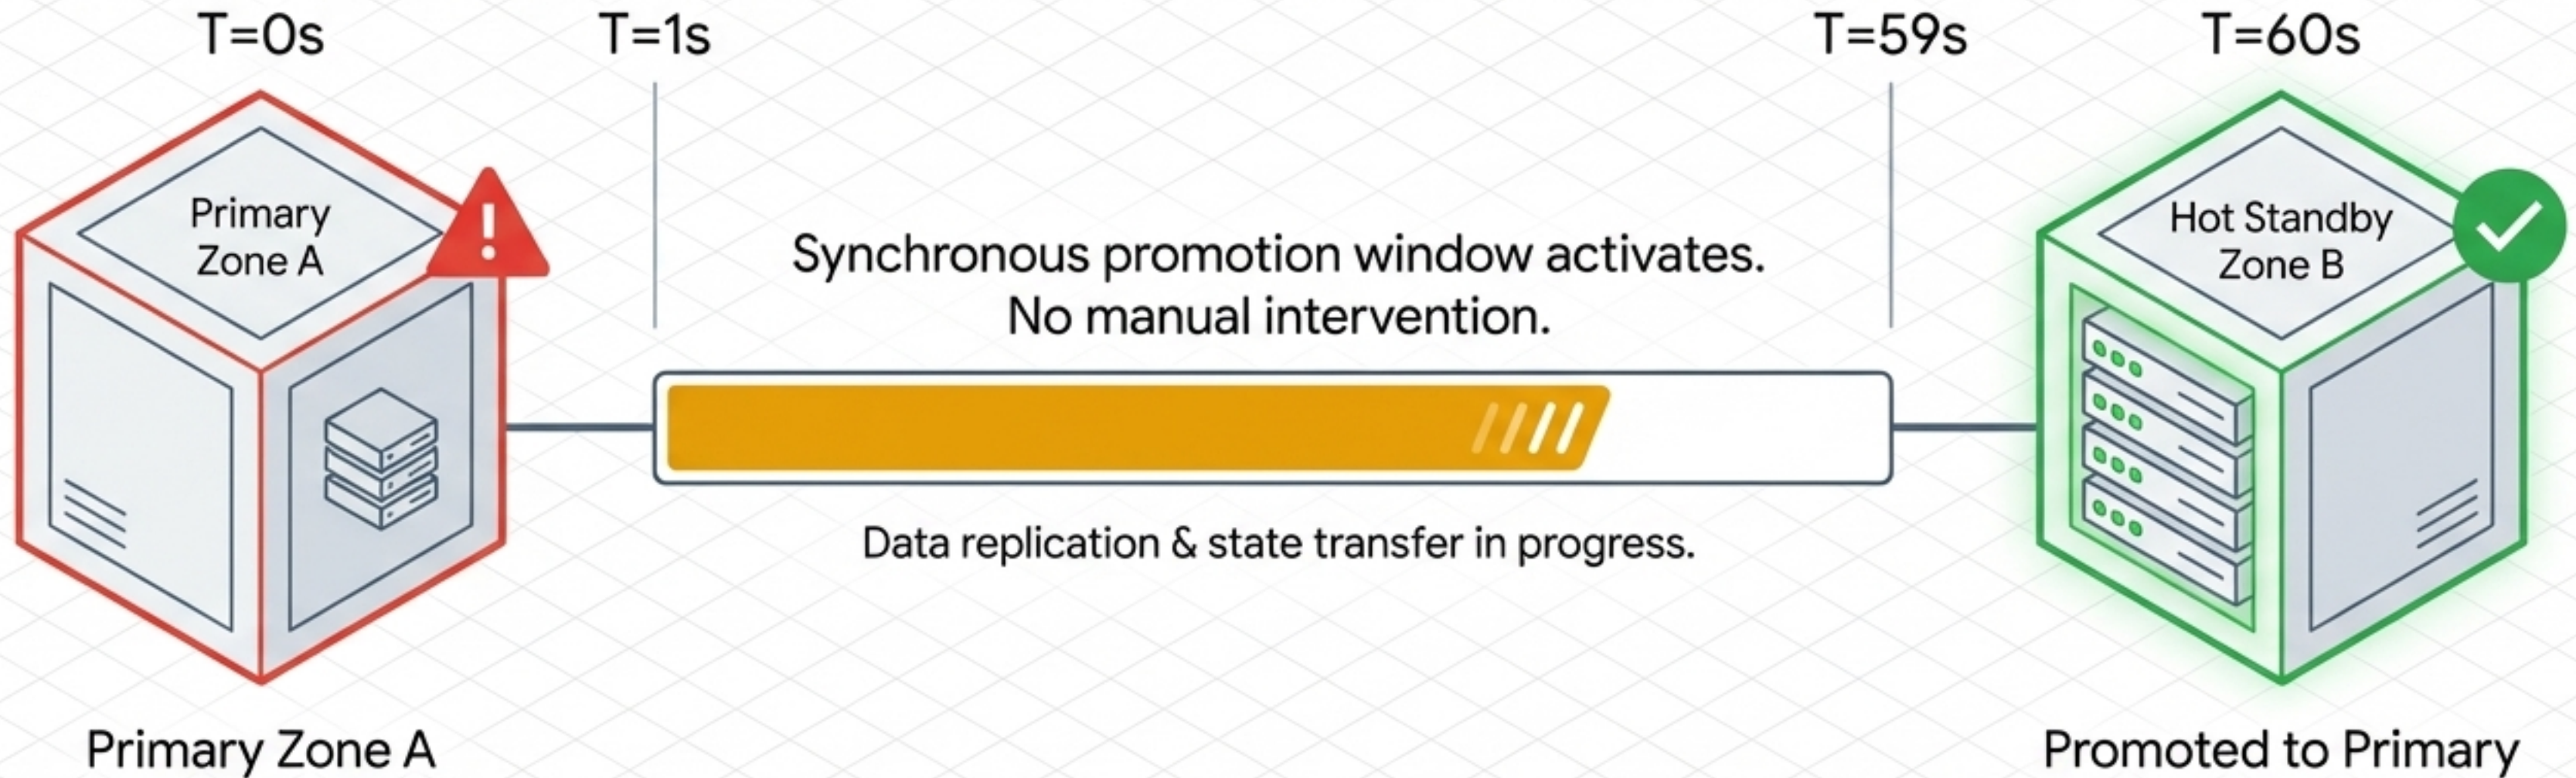 T=0s
T=1s
T=59s
T=60s
Primary
Zone A
Synchronous promotion window activates.
No manual intervention.
Hot Standby
Zone B
Data replication & state transfer in progress.
Primary Zone A
Promoted to Primary